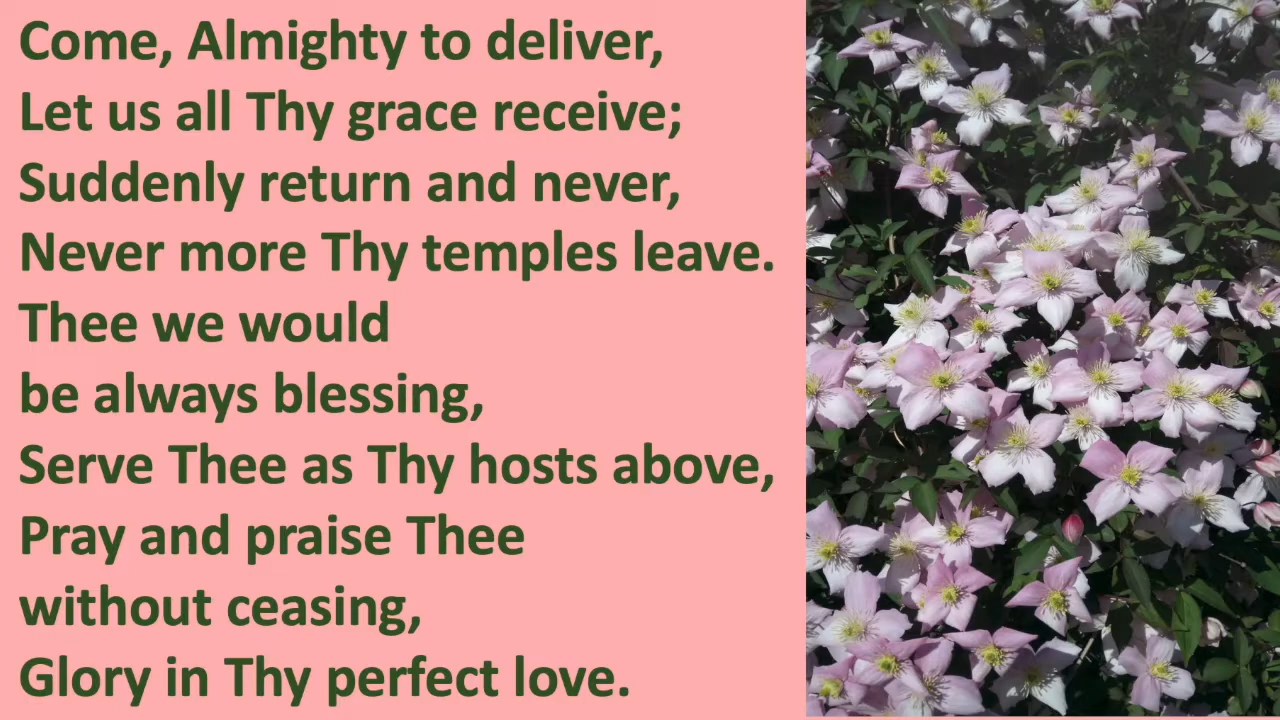 Come, Almighty to deliver,
Let us all Thy grace receive;
Suddenly return and never,
Never more Thy temples leave.
Thee we would
be always blessing,
Serve Thee as Thy hosts above,
Pray and praise Thee
without ceasing,
Glory in Thy perfect love.